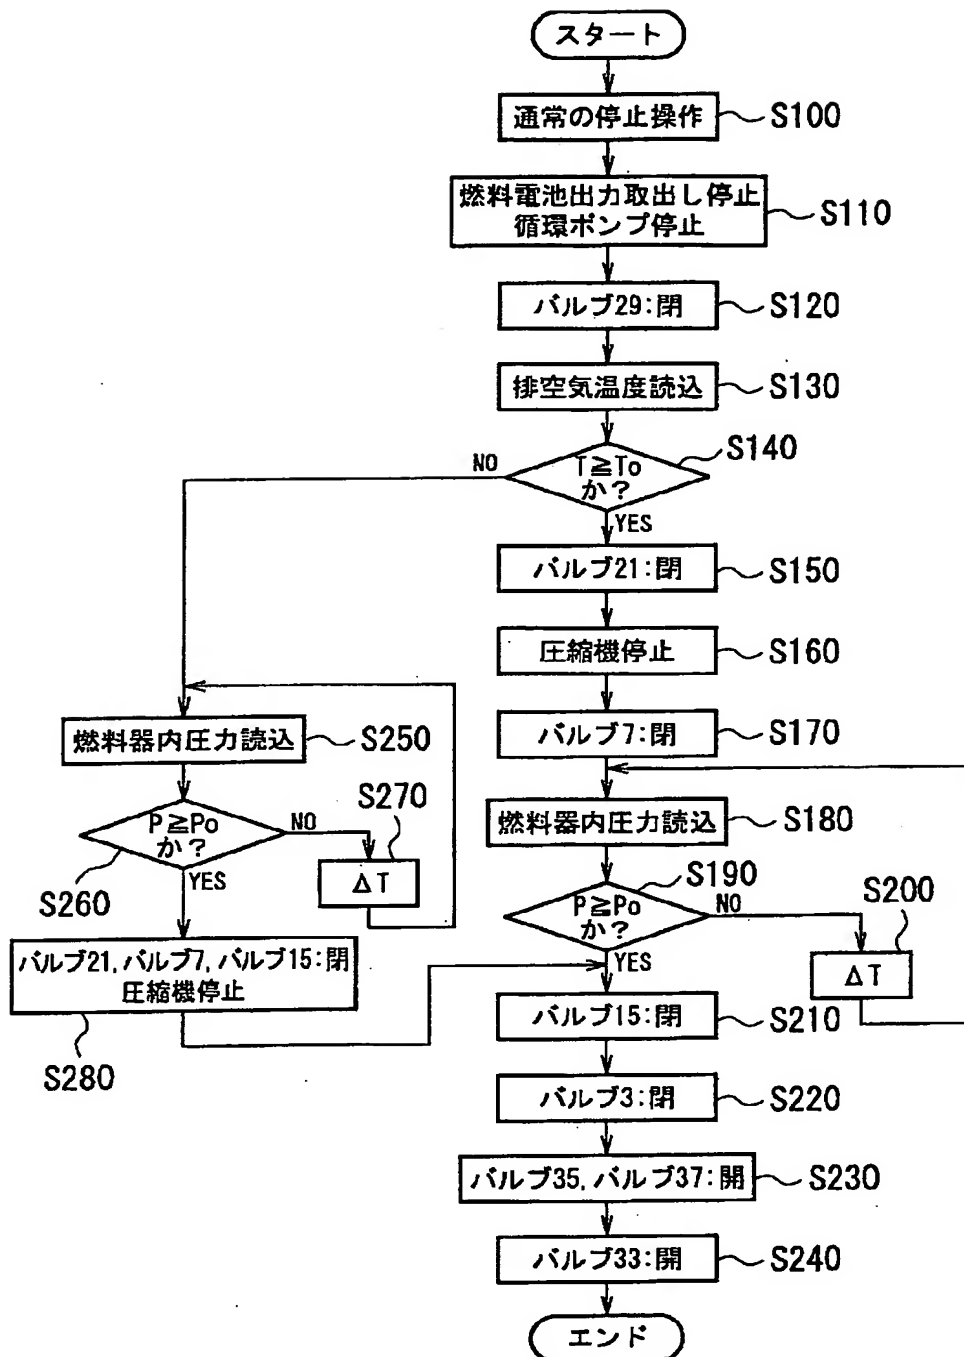 スタート
通常の停止操作
S100
燃料電池出力取出し停止
循環ポンプ停止
S110
バルブ29:閉
S120
排空気温度読込
S130
T≧To
か?
S140
NO
YES
バルブ21:閉
S150
圧縮機停止
S160
バルブ7:閉
S170
燃料器内圧力読込
S180
P≧Po
か?
S190
NO
YES
ΔT
S200
燃料器内圧力読込
S250
P≧Po
か?
S260
NO
YES
ΔT
S270
バルブ21,バルブ7,バルブ15:閉
圧縮機停止
S280
バルブ15:閉
S210
バルブ3:閉
S220
バルブ35,バルブ37:開
S230
バルブ33:開
S240
エンド